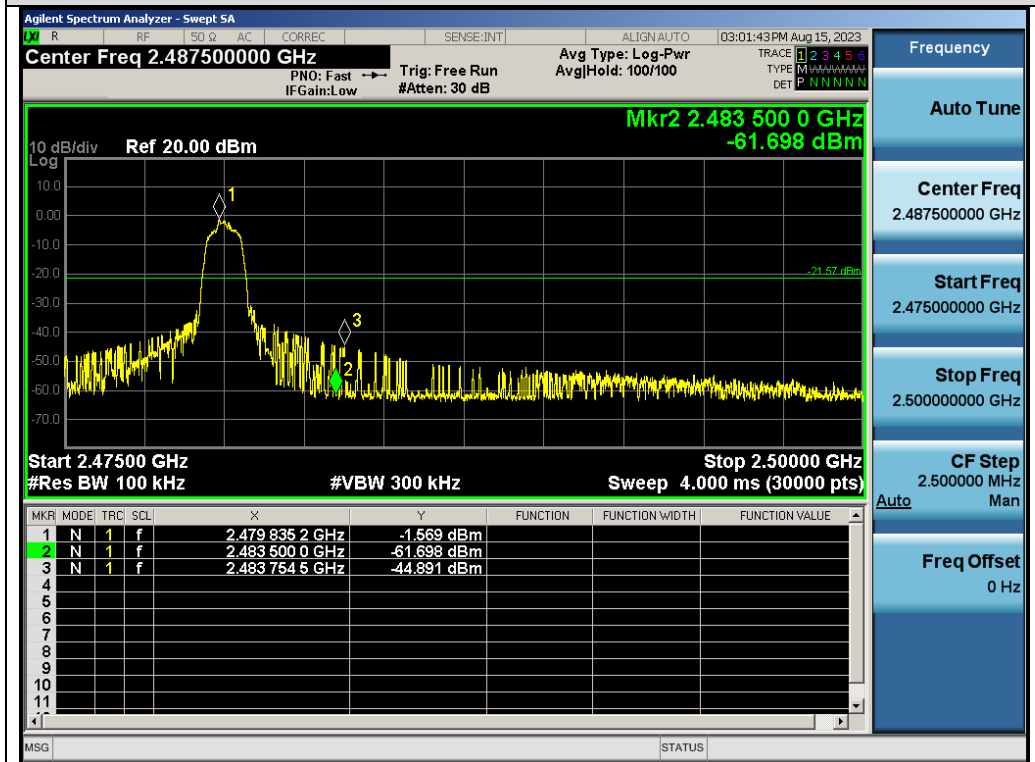 Agilent Spectrum Analyzer - Swept SA
LXI R RF 50 Ω AC CORREC SENSE:INT ALIGN AUTO 03:01:43 PM Aug 15, 2023
Center Freq 2.487500000 GHz
PNO: Fast
IFGain:Low
Trig: Free Run
#Atten: 30 dB
Avg Type: Log-Pwr
Avg|Hold: 100/100
TRACE 1 2 3 4 5 6
TYPE M
DET P N N N N N
Mkr2 2.483 500 0 GHz
-61.698 dBm
10 dB/div Ref 20.00 dBm
Log
10.0
0.00
-10.0
-20.0
-30.0
-40.0
-50.0
-60.0
-70.0
1
2
3
-21.57 dBm
Start 2.47500 GHz Stop 2.50000 GHz
#Res BW 100 kHz #VBW 300 kHz Sweep 4.000 ms (30000 pts)
MKR MODE TRC SCL X Y FUNCTION FUNCTION WIDTH FUNCTION VALUE
1 N 1 f 2.479 835 2 GHz -1.569 dBm
2 N 1 f 2.483 500 0 GHz -61.698 dBm
3 N 1 f 2.483 754 5 GHz -44.891 dBm
4
5
6
7
8
9
10
11
MSG STATUS
Frequency
Auto Tune
Center Freq
2.487500000 GHz
Start Freq
2.475000000 GHz
Stop Freq
2.500000000 GHz
CF Step
2.500000 MHz
Auto Man
Freq Offset
0 Hz